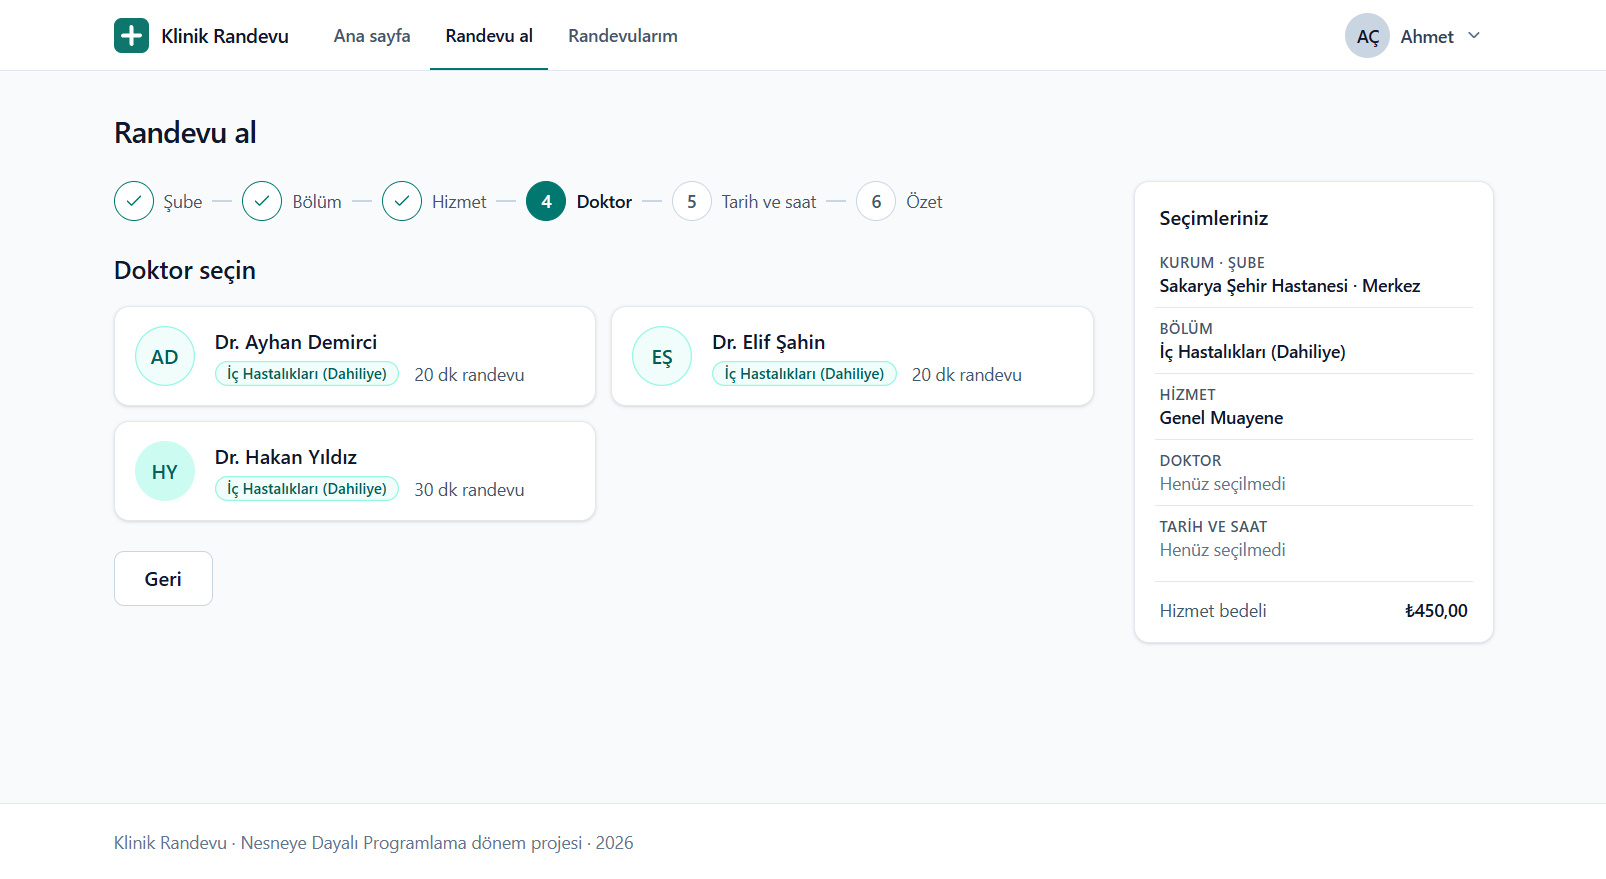 Klinik Randevu Ana sayfa Randevu al Randevularım AÇ Ahmet
Randevu al
Şube Bölüm Hizmet 4 Doktor 5 Tarih ve saat 6 Özet
Doktor seçin
AD Dr. Ayhan Demirci
İç Hastalıkları (Dahiliye) 20 dk randevu
EŞ Dr. Elif Şahin
İç Hastalıkları (Dahiliye) 20 dk randevu
HY Dr. Hakan Yıldız
İç Hastalıkları (Dahiliye) 30 dk randevu
Geri
Seçimleriniz
KURUM · ŞUBE
Sakarya Şehir Hastanesi · Merkez
BÖLÜM
İç Hastalıkları (Dahiliye)
HİZMET
Genel Muayene
DOKTOR
Henüz seçilmedi
TARİH VE SAAT
Henüz seçilmedi
Hizmet bedeli ₺450,00
Klinik Randevu · Nesneye Dayalı Programlama dönem projesi · 2026